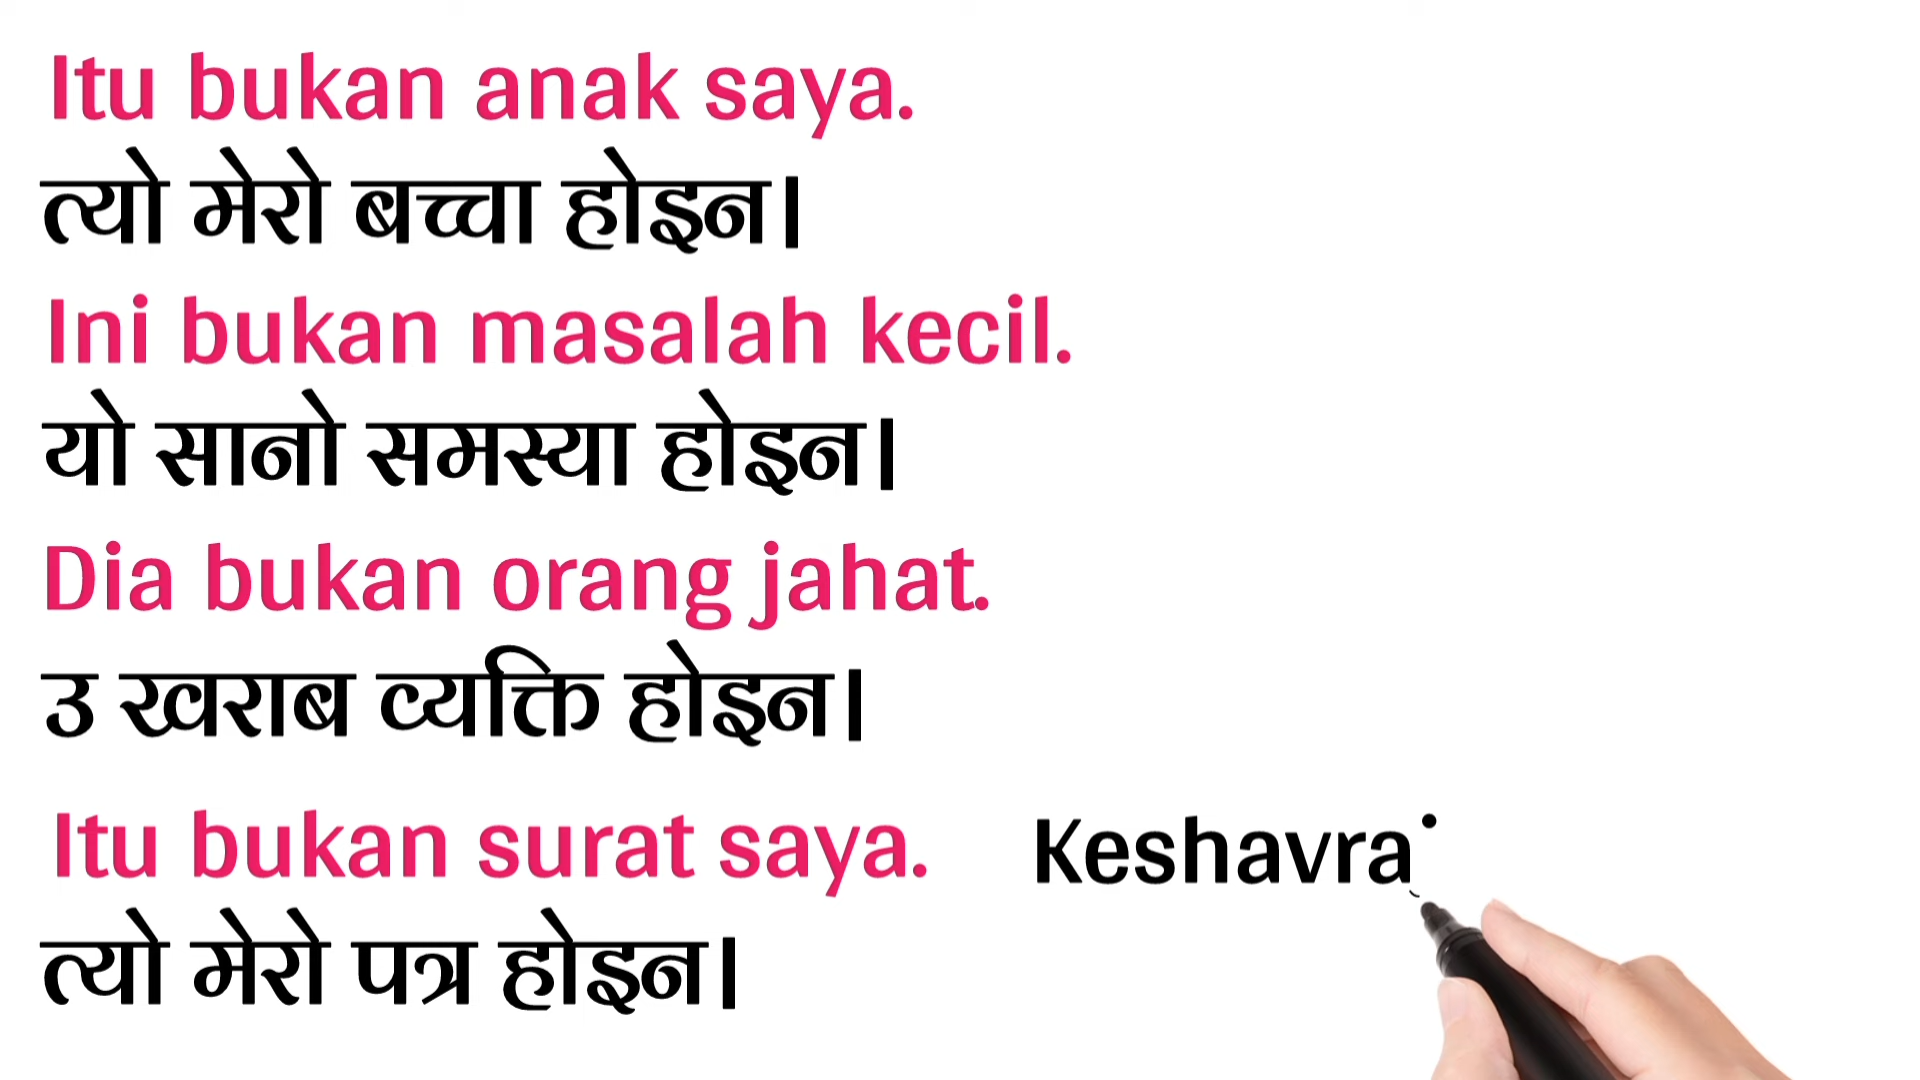 Itu bukan anak saya.
त्यो मेरो बच्चा होइन।
Ini bukan masalah kecil.
यो सानो समस्या होइन।
Dia bukan orang jahat.
उ खराब व्यक्ति होइन।
Itu bukan surat saya.
त्यो मेरो पत्र होइन।